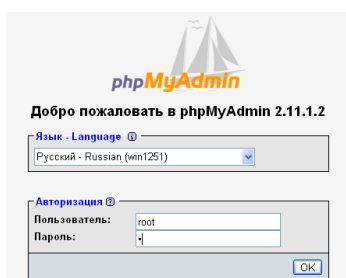 phpMyAdmin
Добро пожаловать в phpMyAdmin 2.11.1.2
Язык - Language
Русский - Russian (win1251)
Авторизация
Пользователь: root
Пароль: •
OK